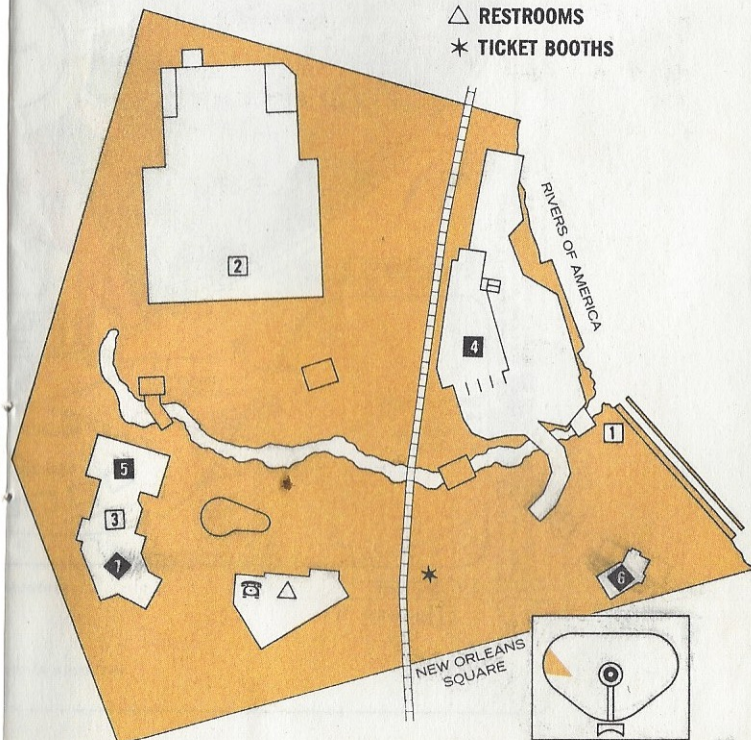 △ RESTROOMS
✶ TICKET BOOTHS
RIVERS OF AMERICA
2
4
1
5
3
7
6
NEW ORLEANS
SQUARE